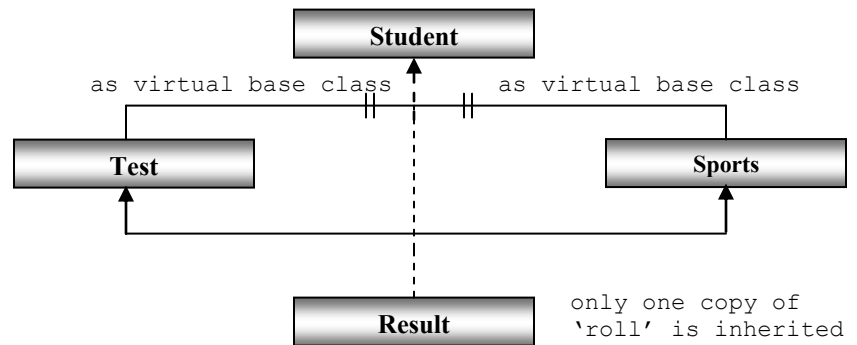 Student
as virtual base class
as virtual base class
Test
Sports
Result
only one copy of
‘roll’ is inherited